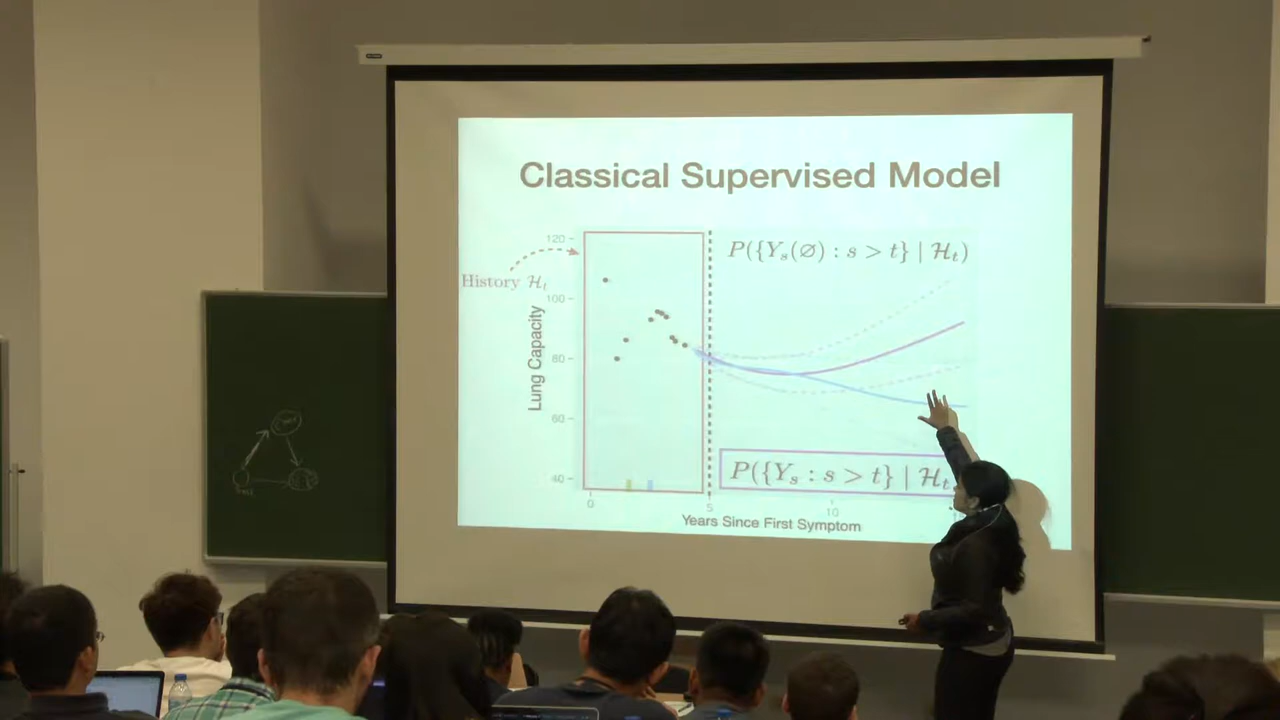 Classical Supervised Model
120
P({Y_s(∅) : s > t} | ℋ_t)
History ℋ_t
100
Lung Capacity
80
60
P({Y_s : s > t} | ℋ_t
40
0
5
10
Years Since First Symptom